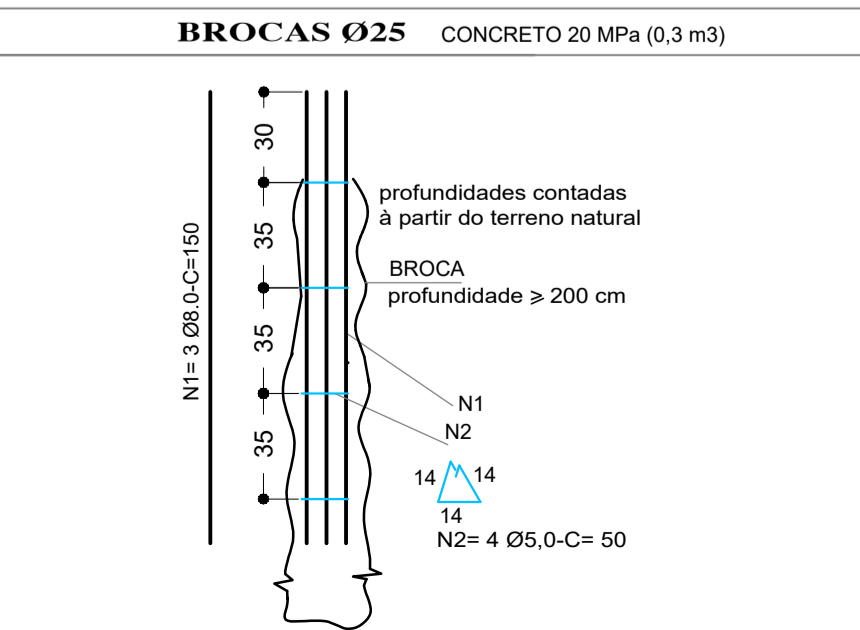 BROCAS Ø25 CONCRETO 20 MPa (0,3 m3)
30
35
35
35
N1= 3 Ø8.0-C=150
profundidades contadas
à partir do terreno natural
BROCA
profundidade ⩾ 200 cm
N1
N2
14 14
14
N2= 4 Ø5,0-C= 50